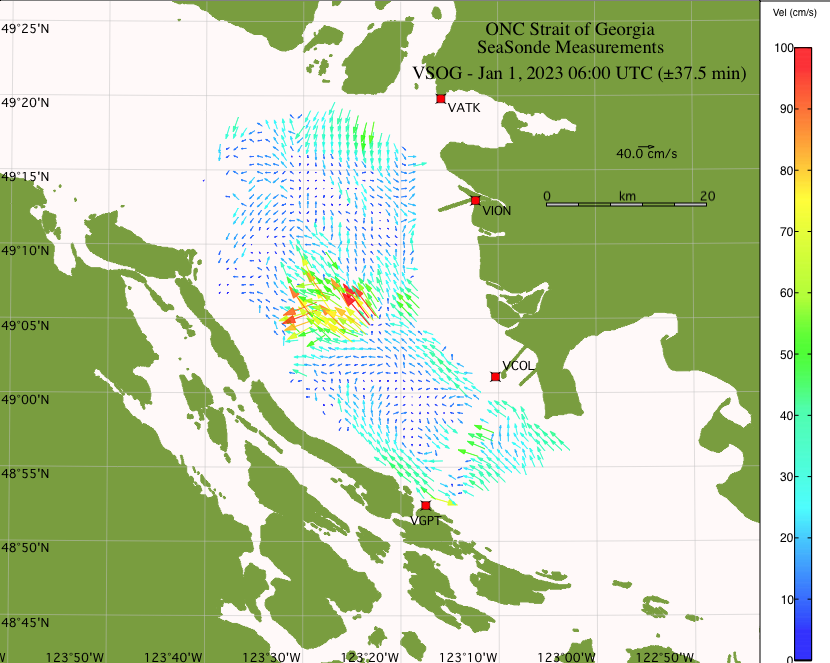 Vel (cm/s)
ONC Strait of Georgia
SeaSonde Measurements
VSOG - Jan 1, 2023 06:00 UTC (±37.5 min)
49°25'N
49°20'N
49°15'N
49°10'N
49°05'N
49°00'N
48°55'N
48°50'N
48°45'N
VATK
40.0 cm/s
0 km 20
VION
VCOL
VGPT
100
90
80
70
60
50
40
30
20
10
0
W 123°50'W 123°40'W 123°30'W 123°20'W 123°10'W 123°00'W 122°50'W